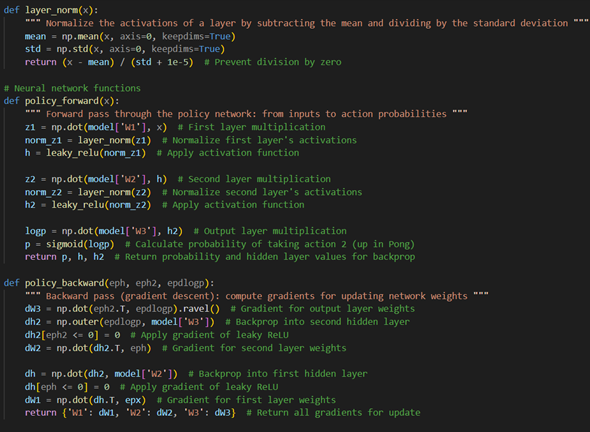 def layer_norm(x):
    """ Normalize the activations of a layer by subtracting the mean and dividing by the standard deviation """
    mean = np.mean(x, axis=0, keepdims=True)
    std = np.std(x, axis=0, keepdims=True)
    return (x - mean) / (std + 1e-5)  # Prevent division by zero

# Neural network functions
def policy_forward(x):
    """ Forward pass through the policy network: from inputs to action probabilities """
    z1 = np.dot(model['W1'], x)  # First layer multiplication
    norm_z1 = layer_norm(z1)  # Normalize first layer's activations
    h = leaky_relu(norm_z1)  # Apply activation function

    z2 = np.dot(model['W2'], h)  # Second layer multiplication
    norm_z2 = layer_norm(z2)  # Normalize second layer's activations
    h2 = leaky_relu(norm_z2)  # Apply activation function

    logp = np.dot(model['W3'], h2)  # Output layer multiplication
    p = sigmoid(logp)  # Calculate probability of taking action 2 (up in Pong)
    return p, h, h2  # Return probability and hidden layer values for backprop

def policy_backward(eph, eph2, epdlogp):
    """ Backward pass (gradient descent): compute gradients for updating network weights """
    dW3 = np.dot(eph2.T, epdlogp).ravel()  # Gradient for output layer weights
    dh2 = np.outer(epdlogp, model['W3'])  # Backprop into second hidden layer
    dh2[eph2 <= 0] = 0  # Apply gradient of leaky ReLU
    dW2 = np.dot(dh2.T, eph)  # Gradient for second layer weights

    dh = np.dot(dh2, model['W2'])  # Backprop into first hidden layer
    dh[eph <= 0] = 0  # Apply gradient of leaky ReLU
    dW1 = np.dot(dh.T, epx)  # Gradient for first layer weights
    return {'W1': dW1, 'W2': dW2, 'W3': dW3}  # Return all gradients for update